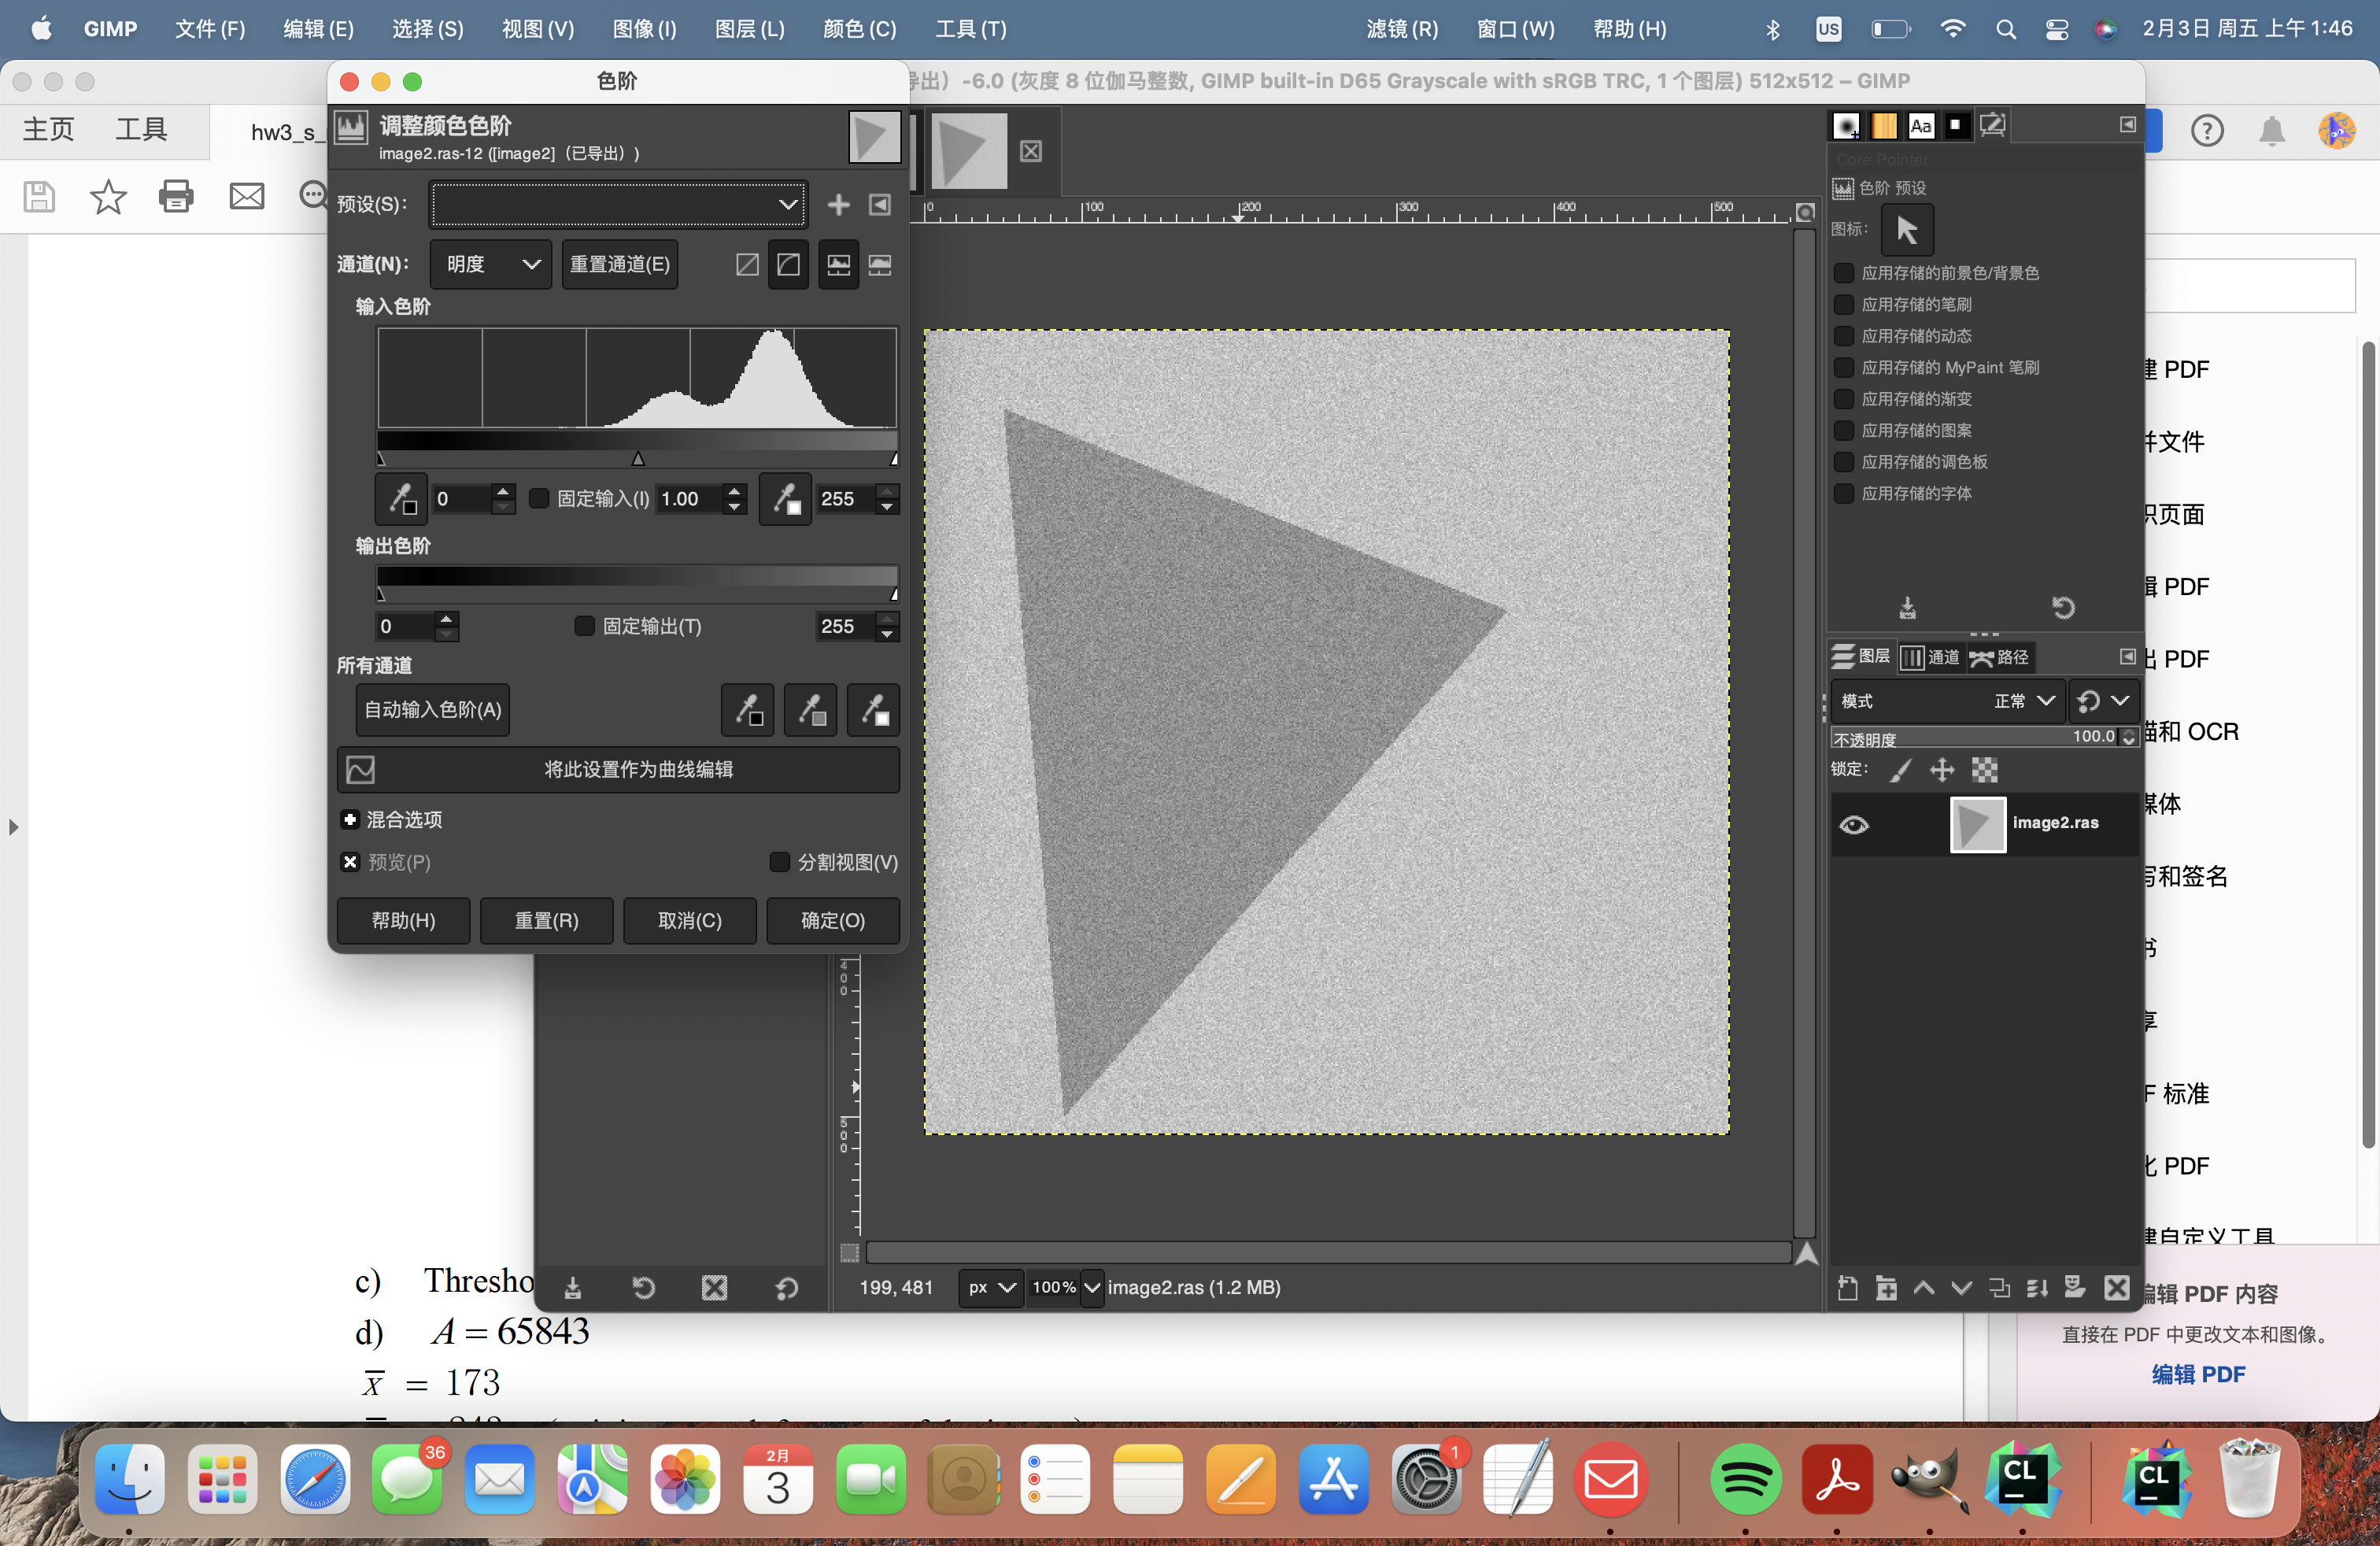 GIMP 文件(F) 编辑(E) 选择(S) 视图(V) 图像(I) 图层(L) 颜色(C) 工具(T) 滤镜(R) 窗口(W) 帮助(H) US 2月3日 周五 上午 1:46
色阶
导出）-6.0 (灰度 8 位伽马整数, GIMP built-in D65 Grayscale with sRGB TRC, 1 个图层) 512x512 – GIMP
主页 工具 hw3_s_
调整颜色色阶
image2.ras-12 ([image2]（已导出）)
预设(S):
通道(N): 明度 重置通道(E)
输入色阶
0 固定输入(I) 1.00 255
输出色阶
0 固定输出(T) 255
所有通道
自动输入色阶(A)
将此设置作为曲线编辑
混合选项
预览(P) 分割视图(V)
帮助(H) 重置(R) 取消(C) 确定(O)
0 100 200 300 400 500
400
500
199, 481 px 100% image2.ras (1.2 MB)
Aa
Core Pointer
色阶 预设
图标:
应用存储的前景色/背景色
应用存储的笔刷
应用存储的动态
应用存储的 MyPaint 笔刷
应用存储的渐变
应用存储的图案
应用存储的调色板
应用存储的字体
图层 通道 路径
模式 正常
不透明度 100.0
锁定:
image2.ras
PDF
文件
页面
PDF
PDF
和 OCR
媒体
和签名
PDF
标准
PDF
建自定义工具
编辑 PDF 内容
直接在 PDF 中更改文本和图像。
编辑 PDF
c) Thresho
d) A = 65843
x = 173
36
2月
3
1
CL
CL